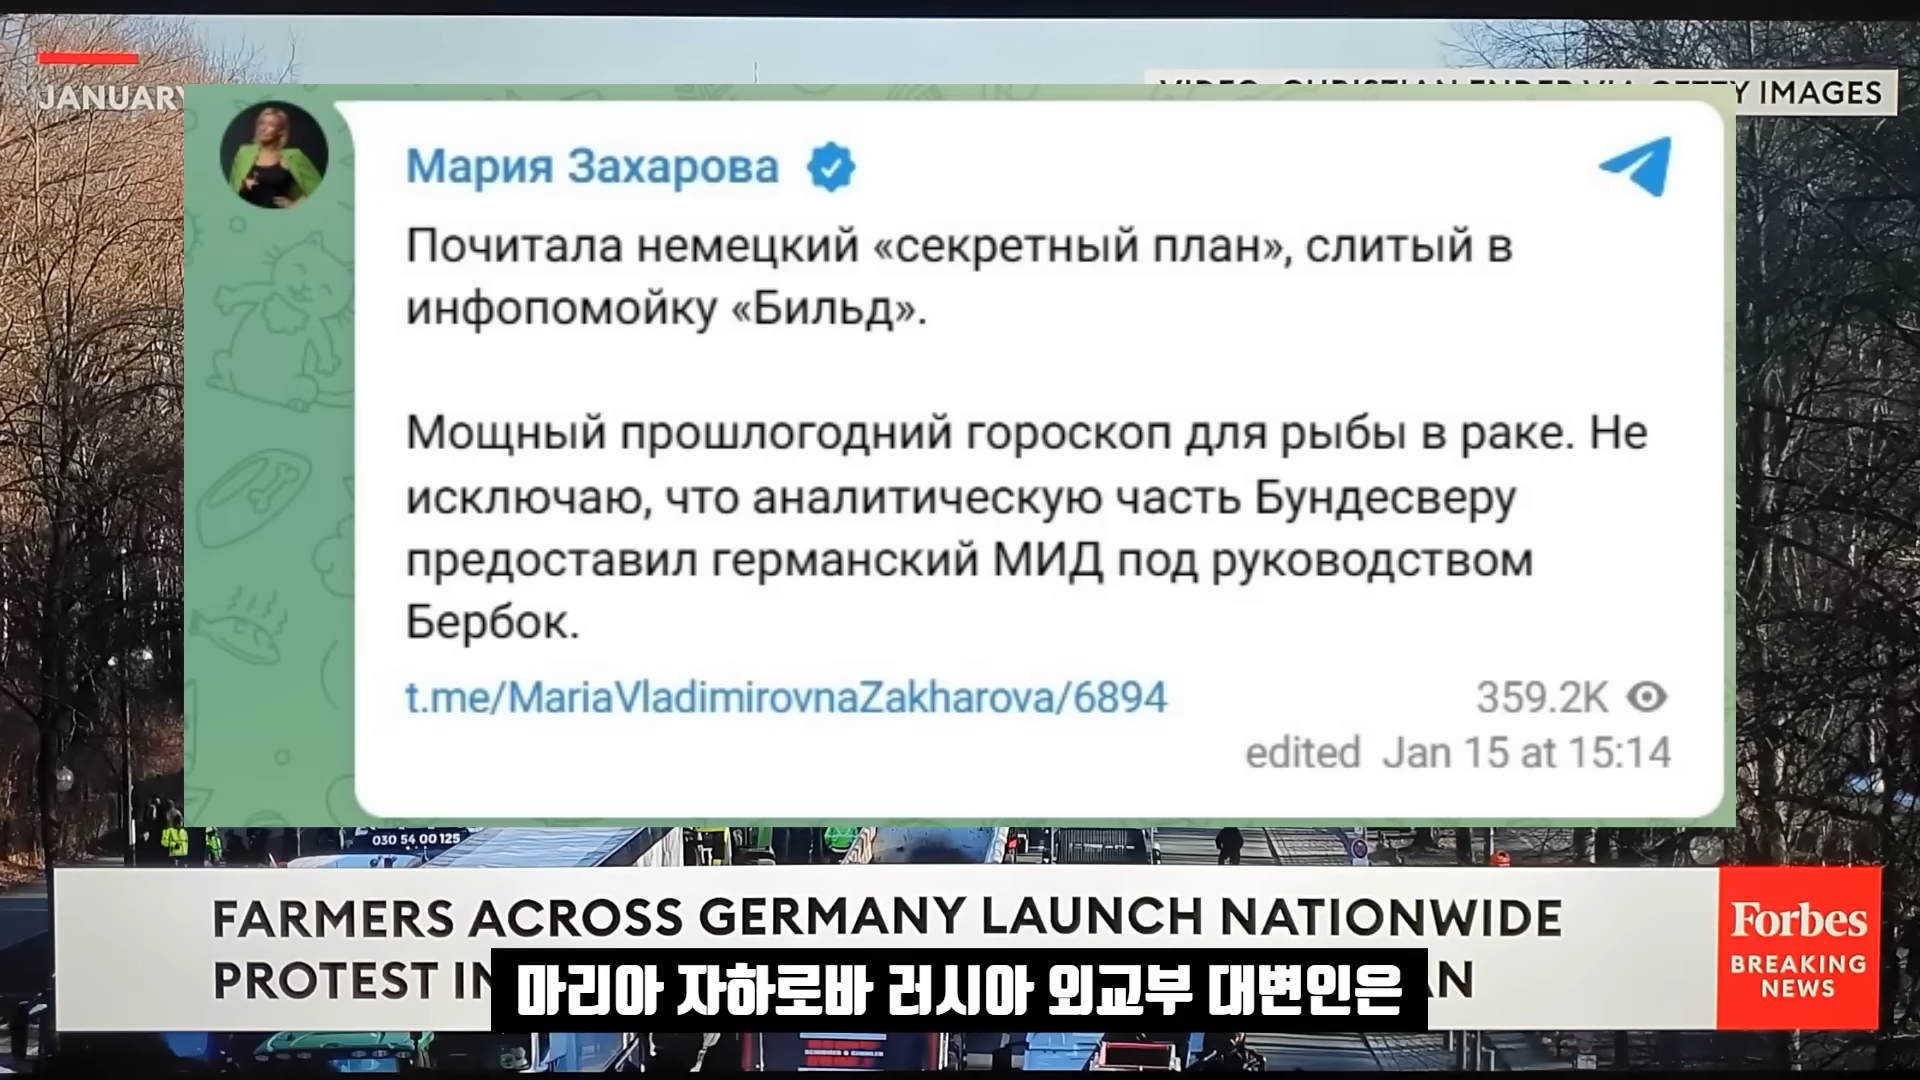 JANUARY
Y IMAGES
Мария Захарова
Почитала немецкий «секретный план», слитый в
инфопомойку «Бильд».
Мощный прошлогодний гороскоп для рыбы в раке. Не
исключаю, что аналитическую часть Бундесверу
предоставил германский МИД под руководством
Бербок.
t.me/MariaVladimirovnaZakharova/6894
359.2K
edited Jan 15 at 15:14
030 54 00 125
FARMERS ACROSS GERMANY LAUNCH NATIONWIDE
PROTEST IN
AN
Forbes
BREAKING
NEWS
마리아 자하로바 러시아 외교부 대변인은